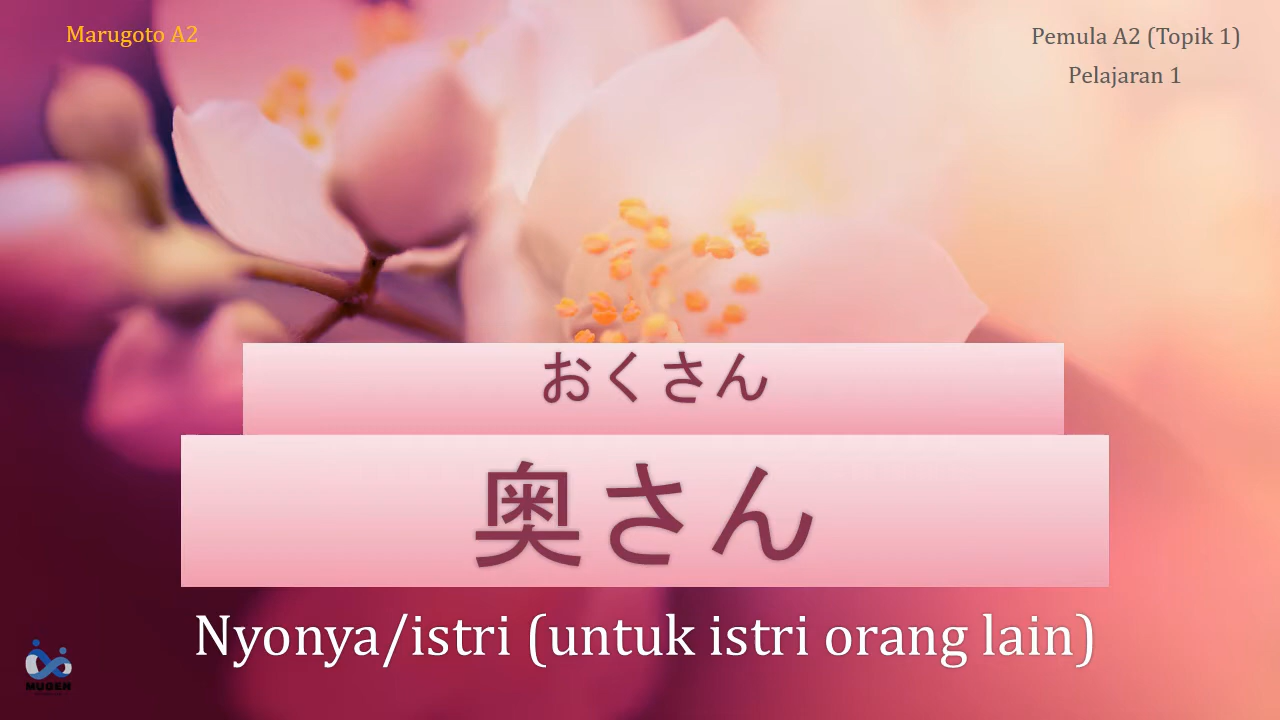 Marugoto A2
Pemula A2 (Topik 1)
Pelajaran 1
おくさん
奥さん
Nyonya/istri (untuk istri orang lain)
MUGEN